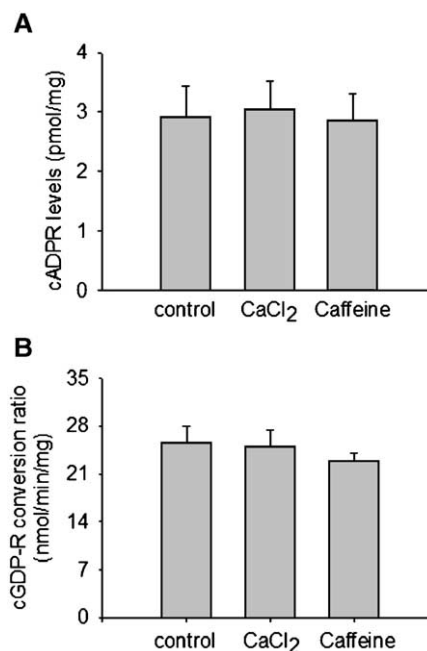 A
cADPR levels (pmol/mg)
4
3
2
1
0
control CaCl₂ Caffeine
B
cGDP-R conversion ratio
(nmol/min/mg)
35
28
21
14
7
0
control CaCl₂ Caffeine